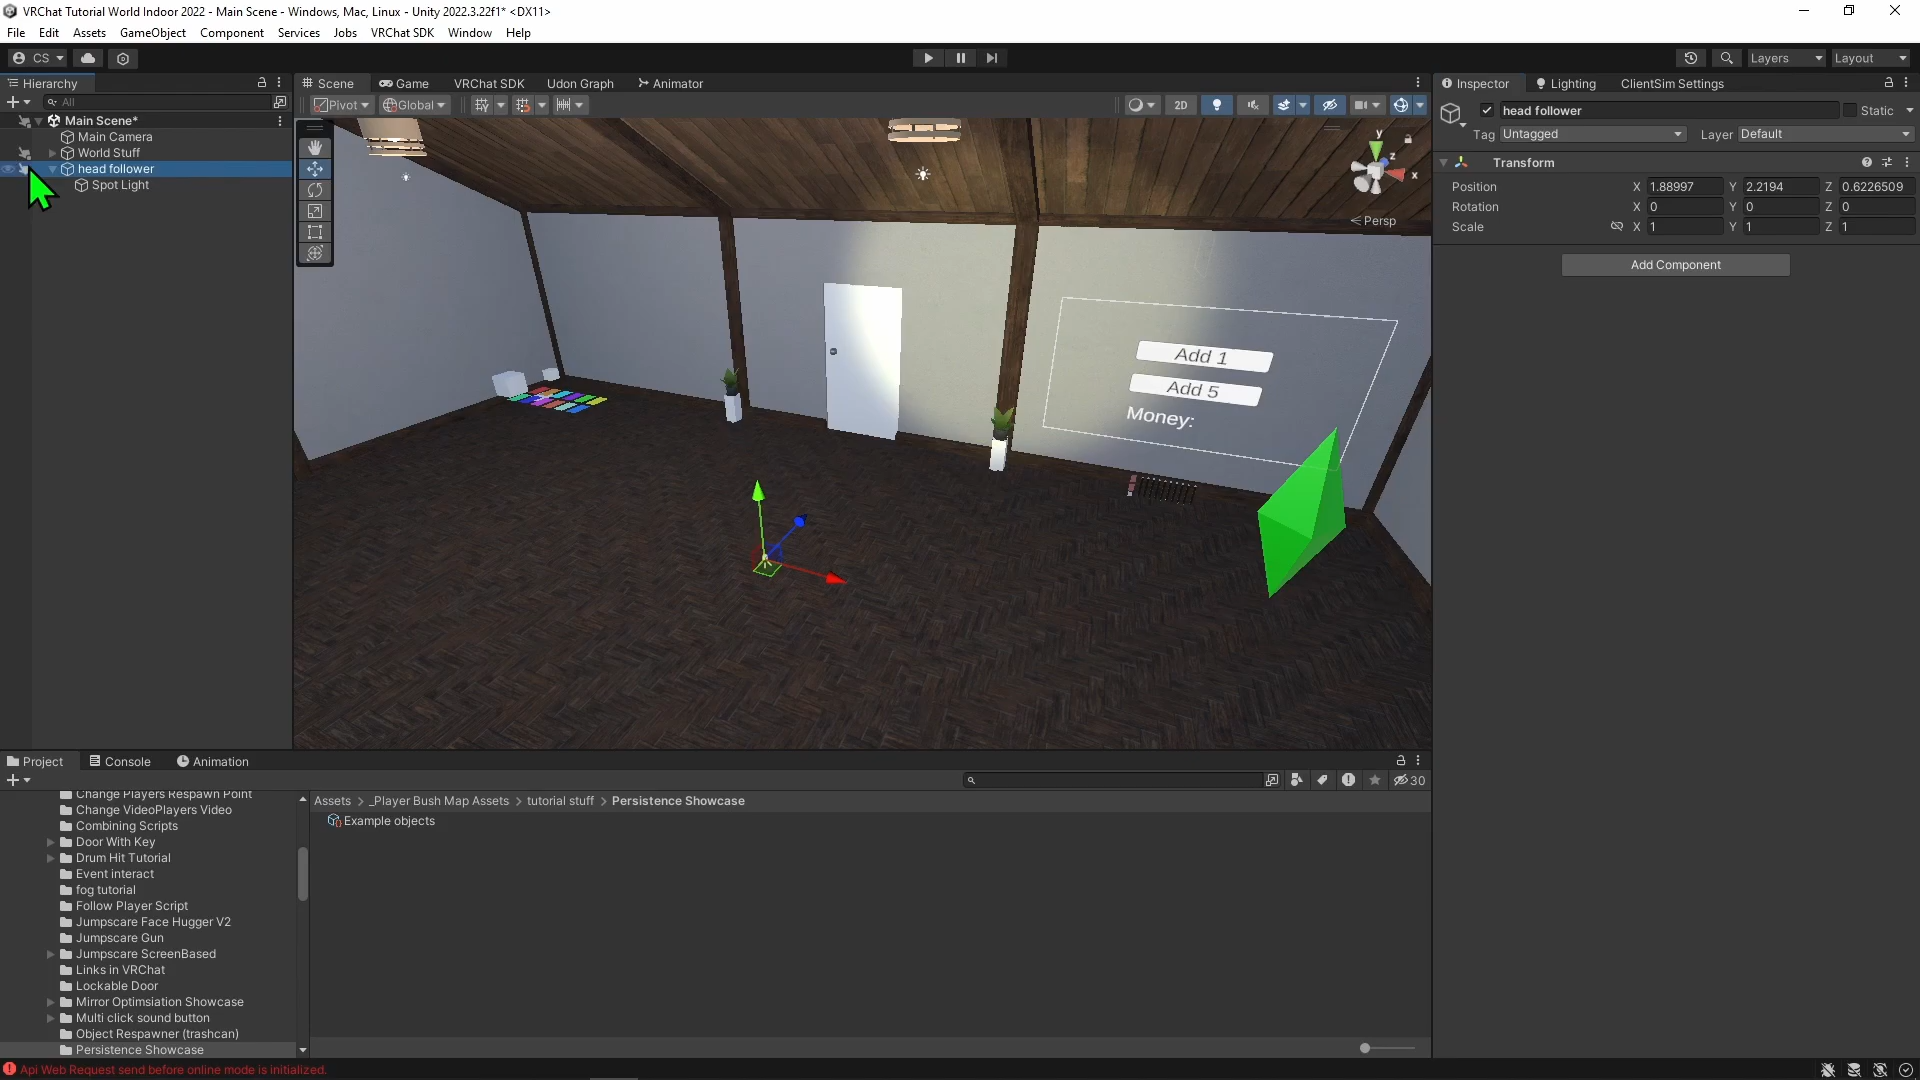 VRChat Tutorial World Indoor 2022 - Main Scene - Windows, Mac, Linux - Unity 2022.3.22f1* <DX11>
File Edit Assets GameObject Component Services Jobs VRChat SDK Window Help
CS Layers Layout
Hierarchy Scene Game VRChat SDK Udon Graph Animator Inspector Lighting ClientSim Settings
All Pivot Global 2D head follower Static
Main Scene*
Main Camera
World Stuff
head follower
Spot Light
Tag Untagged Layer Default
Transform
Position X 1.88997 Y 2.2194 Z 0.6226509
Rotation X 0 Y 0 Z 0
Scale X 1 Y 1 Z 1
Add Component
y z x
Persp
Add 1
Add 5
Money:
Project Console Animation
30
Assets > _Player Bush Map Assets > tutorial stuff > Persistence Showcase
Example objects
Change Players Respawn Point
Change VideoPlayers Video
Combining Scripts
Door With Key
Drum Hit Tutorial
Event interact
fog tutorial
Follow Player Script
Jumpscare Face Hugger V2
Jumpscare Gun
Jumpscare ScreenBased
Links in VRChat
Lockable Door
Mirror Optimsiation Showcase
Multi click sound button
Object Respawner (trashcan)
Persistence Showcase
Api Web Request send before online mode is initialized.